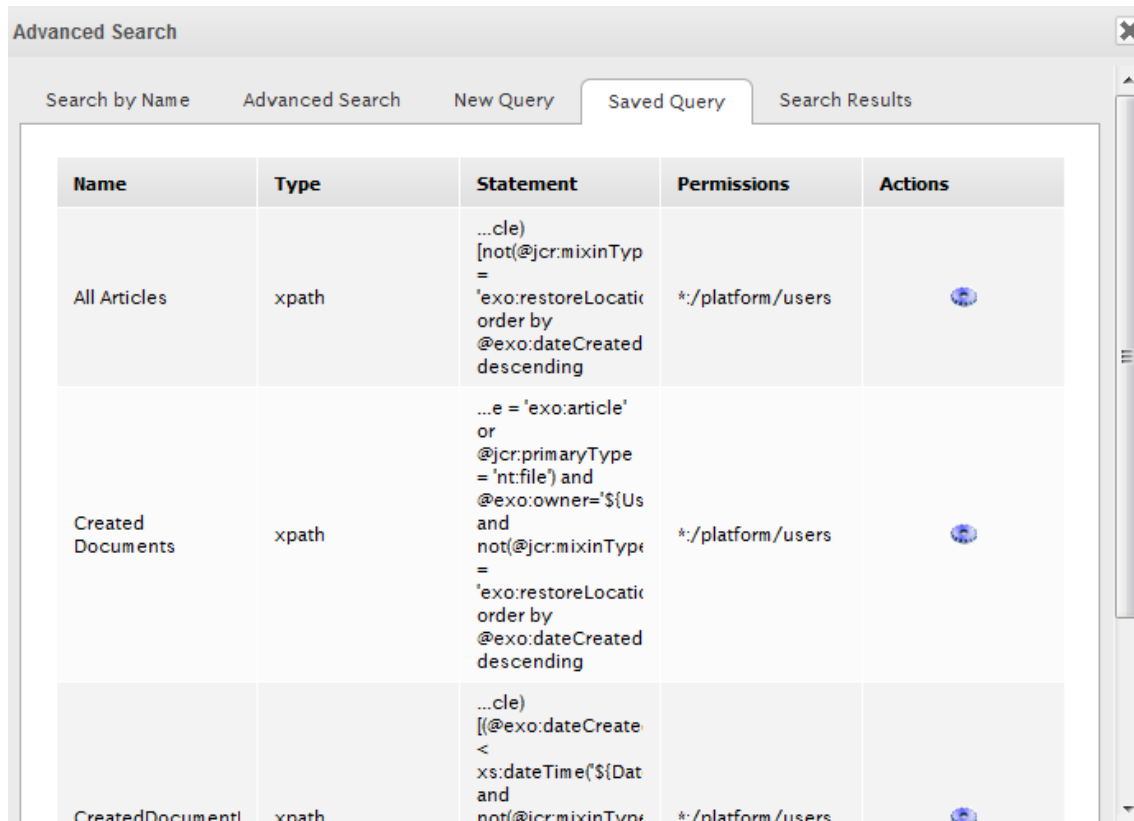 Advanced Search
Search by Name Advanced Search New Query Saved Query Search Results
Name Type Statement Permissions Actions
...cle)
[not(@jcr:mixinTyp
=
'exo:restoreLocatic
All Articles xpath *:/platform/users
order by
@exo:dateCreated
descending
...e = 'exo:article'
or
@jcr:primaryType
= 'nt:file') and
@exo:owner='${Us
and
Created
Documents xpath *:/platform/users
not(@jcr:mixinType
=
'exo:restoreLocatic
order by
@exo:dateCreated
descending
...cle)
[(@exo:dateCreate
<
xs:dateTime('${Dat
and
CreatedDocument xpath not(@jcr:mixinType *:/platform/users